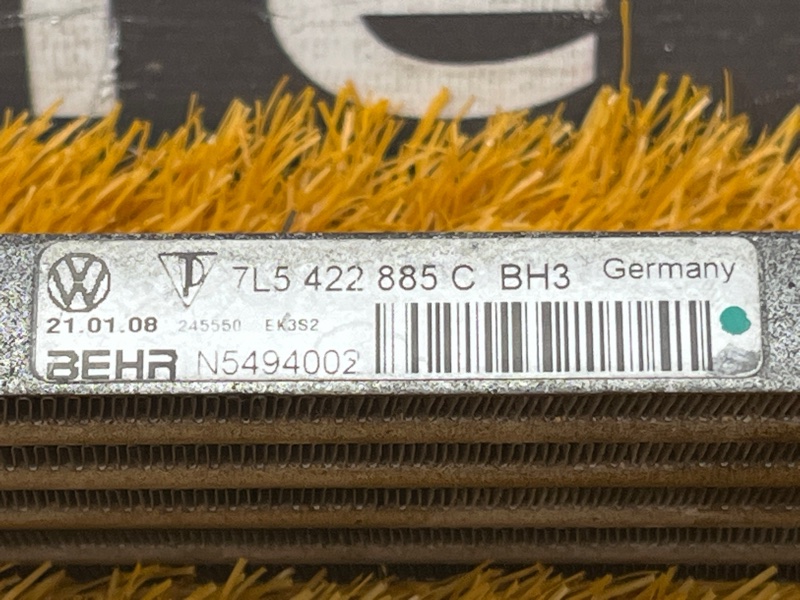 7L5 422 885 C BH3 Germany
21.01.08 245550 EK3S2
BEHR N5494002